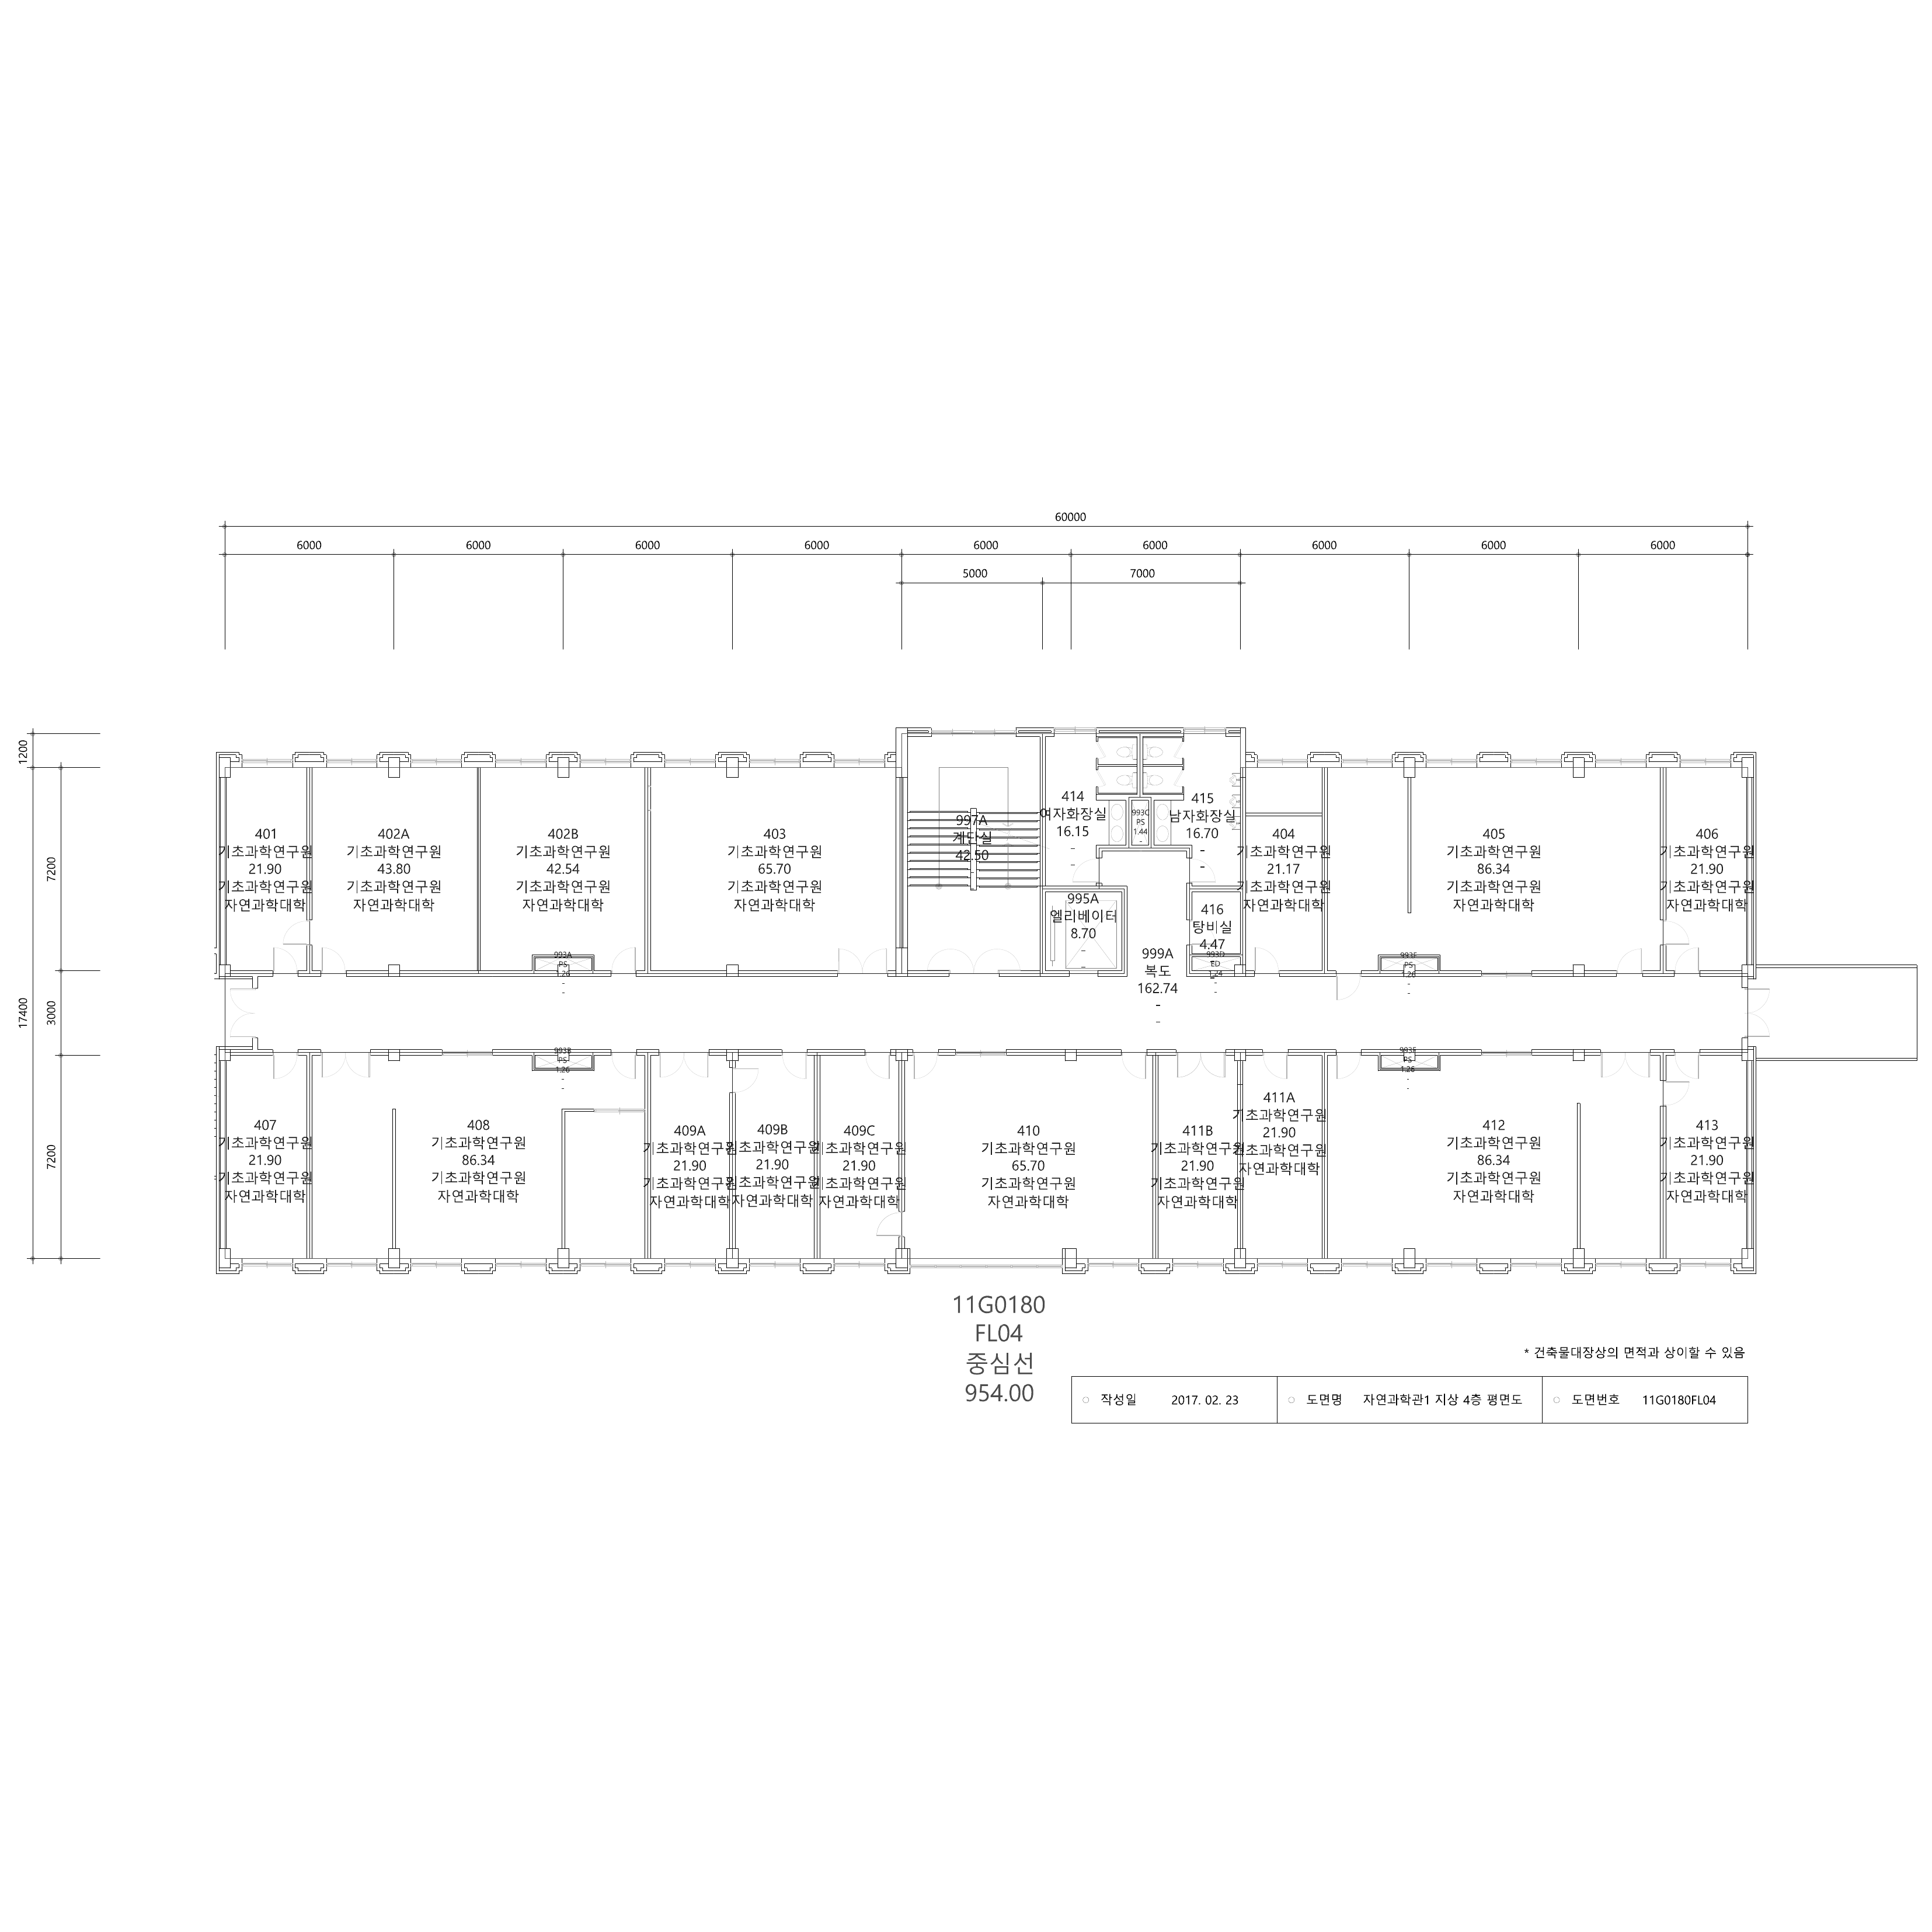 60000
6000
6000
6000
6000
6000
6000
6000
6000
6000
5000
7000
1200
7200
17400
3000
7200
401
기초과학연구원
21.90
기초과학연구원
자연과학대학
402A
기초과학연구원
43.80
기초과학연구원
자연과학대학
402B
기초과학연구원
42.54
기초과학연구원
자연과학대학
993A
PS
1.26
-
-
403
기초과학연구원
65.70
기초과학연구원
자연과학대학
997A
계단실
42.50
-
-
414
여자화장실
16.15
-
-
993C
PS
1.44
-
415
남자화장실
16.70
-
-
995A
엘리베이터
8.70
-
-
416
탕비실
4.47
993D
ED
1.24
-
-
999A
복도
162.74
-
-
404
기초과학연구원
21.17
기초과학연구원
자연과학대학
405
기초과학연구원
86.34
기초과학연구원
자연과학대학
PS
1.26
-
-
406
기초과학연구원
21.90
기초과학연구원
자연과학대학
407
기초과학연구원
21.90
기초과학연구원
자연과학대학
408
기초과학연구원
86.34
기초과학연구원
자연과학대학
993B
PS
1.26
-
-
409A
기초과학연구원
21.90
기초과학연구원
자연과학대학
409B
기초과학연구원
21.90
기초과학연구원
자연과학대학
409C
기초과학연구원
21.90
기초과학연구원
자연과학대학
410
기초과학연구원
65.70
기초과학연구원
자연과학대학
411B
기초과학연구원
21.90
기초과학연구원
자연과학대학
411A
기초과학연구원
21.90
기초과학연구원
자연과학대학
PS
1.26
-
-
412
기초과학연구원
86.34
기초과학연구원
자연과학대학
413
기초과학연구원
21.90
기초과학연구원
자연과학대학
11G0180
FL04
중심선
954.00
* 건축물대장상의 면적과 상이할 수 있음
○ 작성일 2017. 02. 23 ○ 도면명 자연과학관1 지상 4층 평면도 ○ 도면번호 11G0180FL04